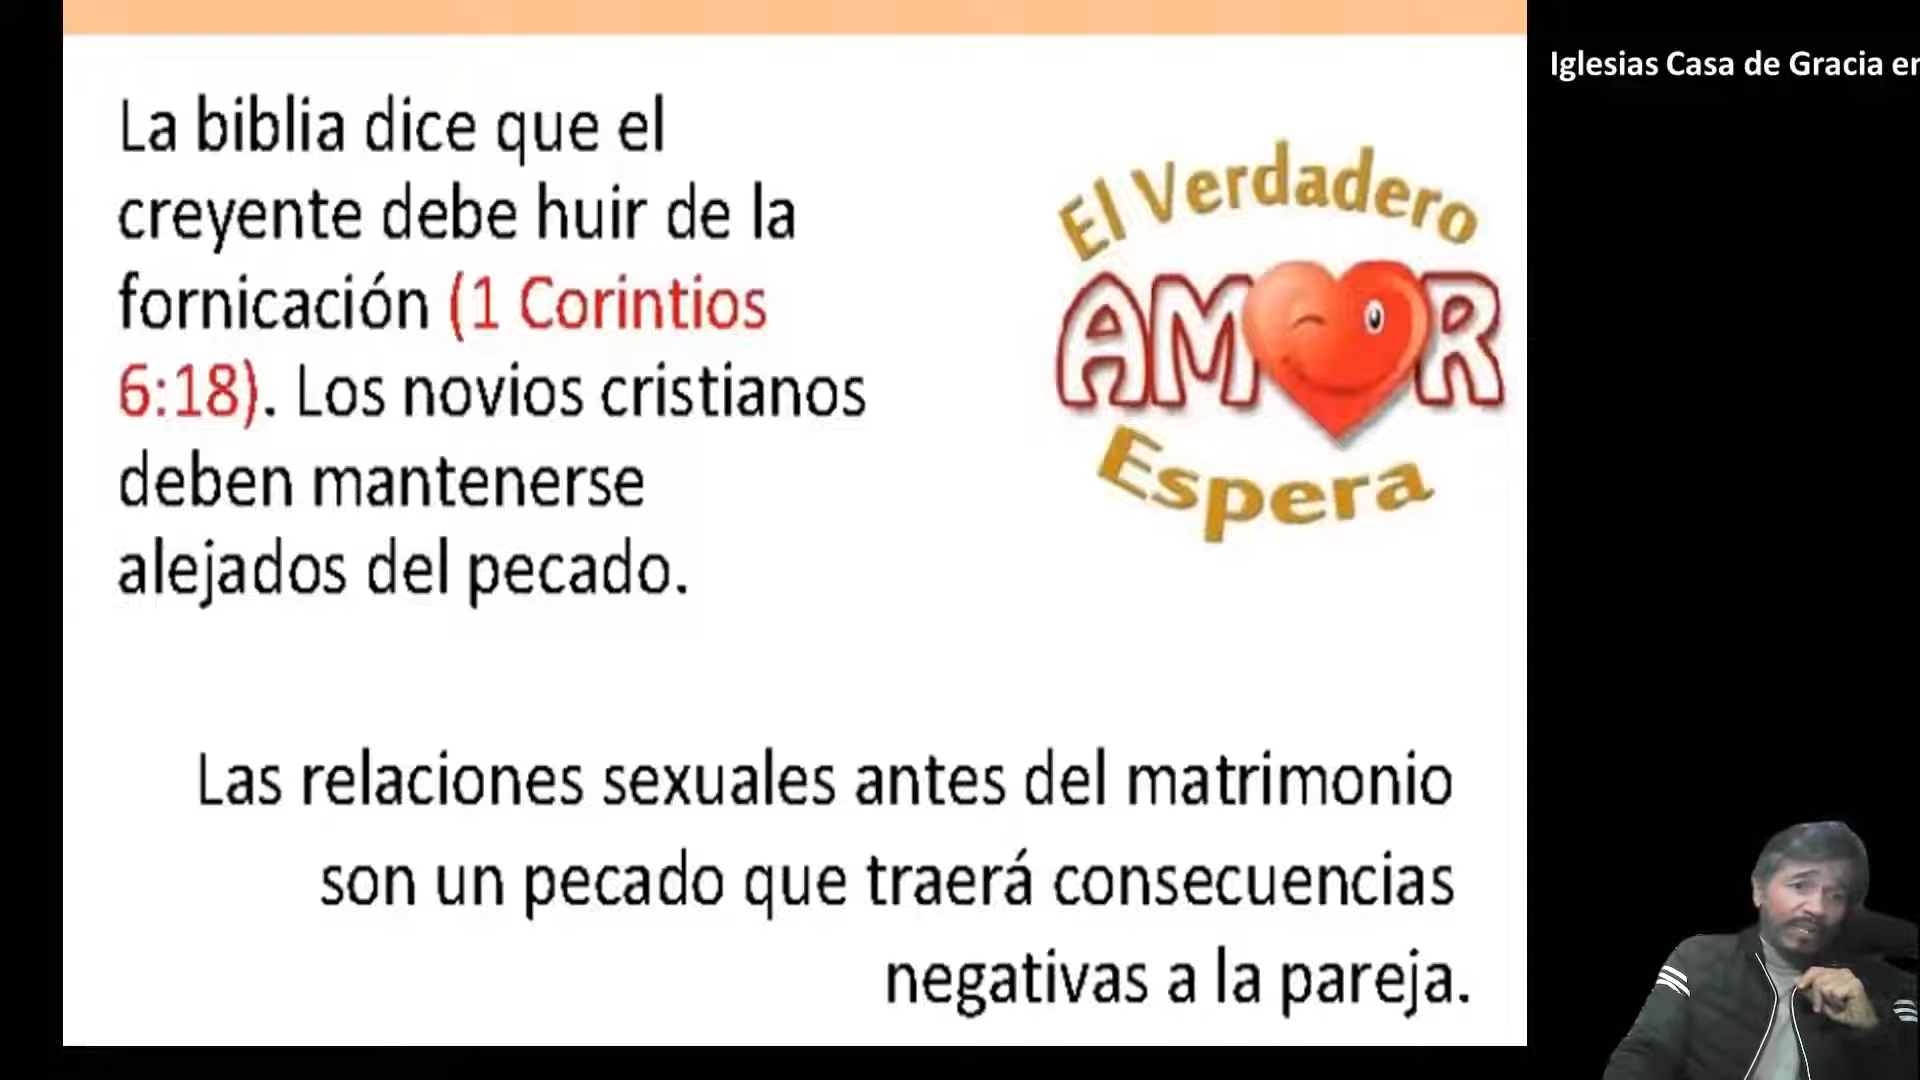 Iglesias Casa de Gracia en
La biblia dice que el
creyente debe huir de la
fornicación (1 Corintios
6:18). Los novios cristianos
deben mantenerse
alejados del pecado.
El Verdadero
AMOR
Espera
Las relaciones sexuales antes del matrimonio
son un pecado que traerá consecuencias
negativas a la pareja.